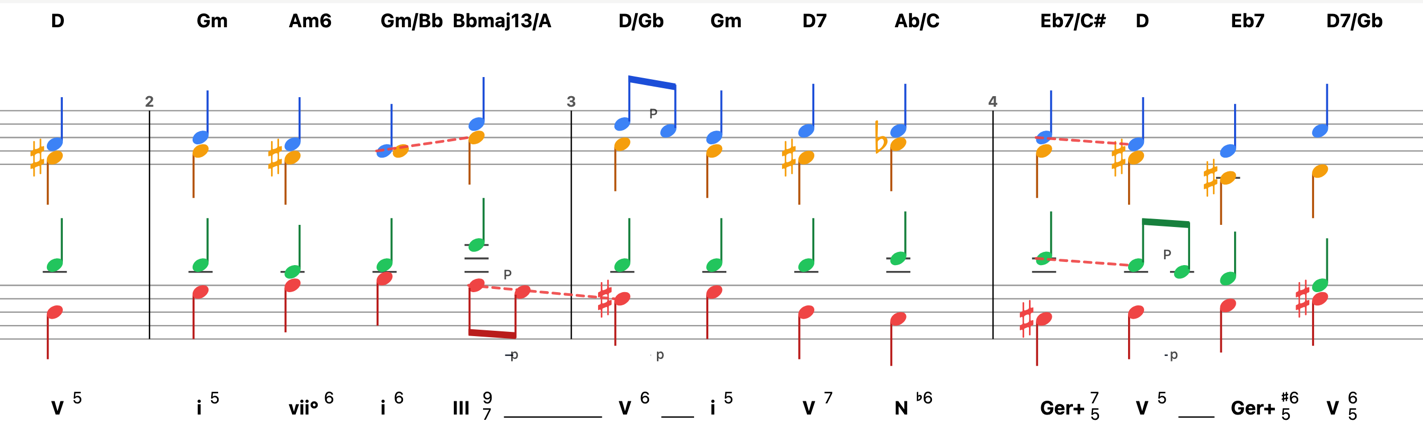 D Gm Am6 Gm/Bb Bbmaj13/A D/Gb Gm D7 Ab/C Eb7/C# D Eb7 D7/Gb
2 3 4
P
P
P
p p -p
V 5 i 5 vii° 6 i 6 III 9 7 V 6 i 5 V 7 N ♭6 Ger+ 7 5 V 5 Ger+ #6 5 V 6 5